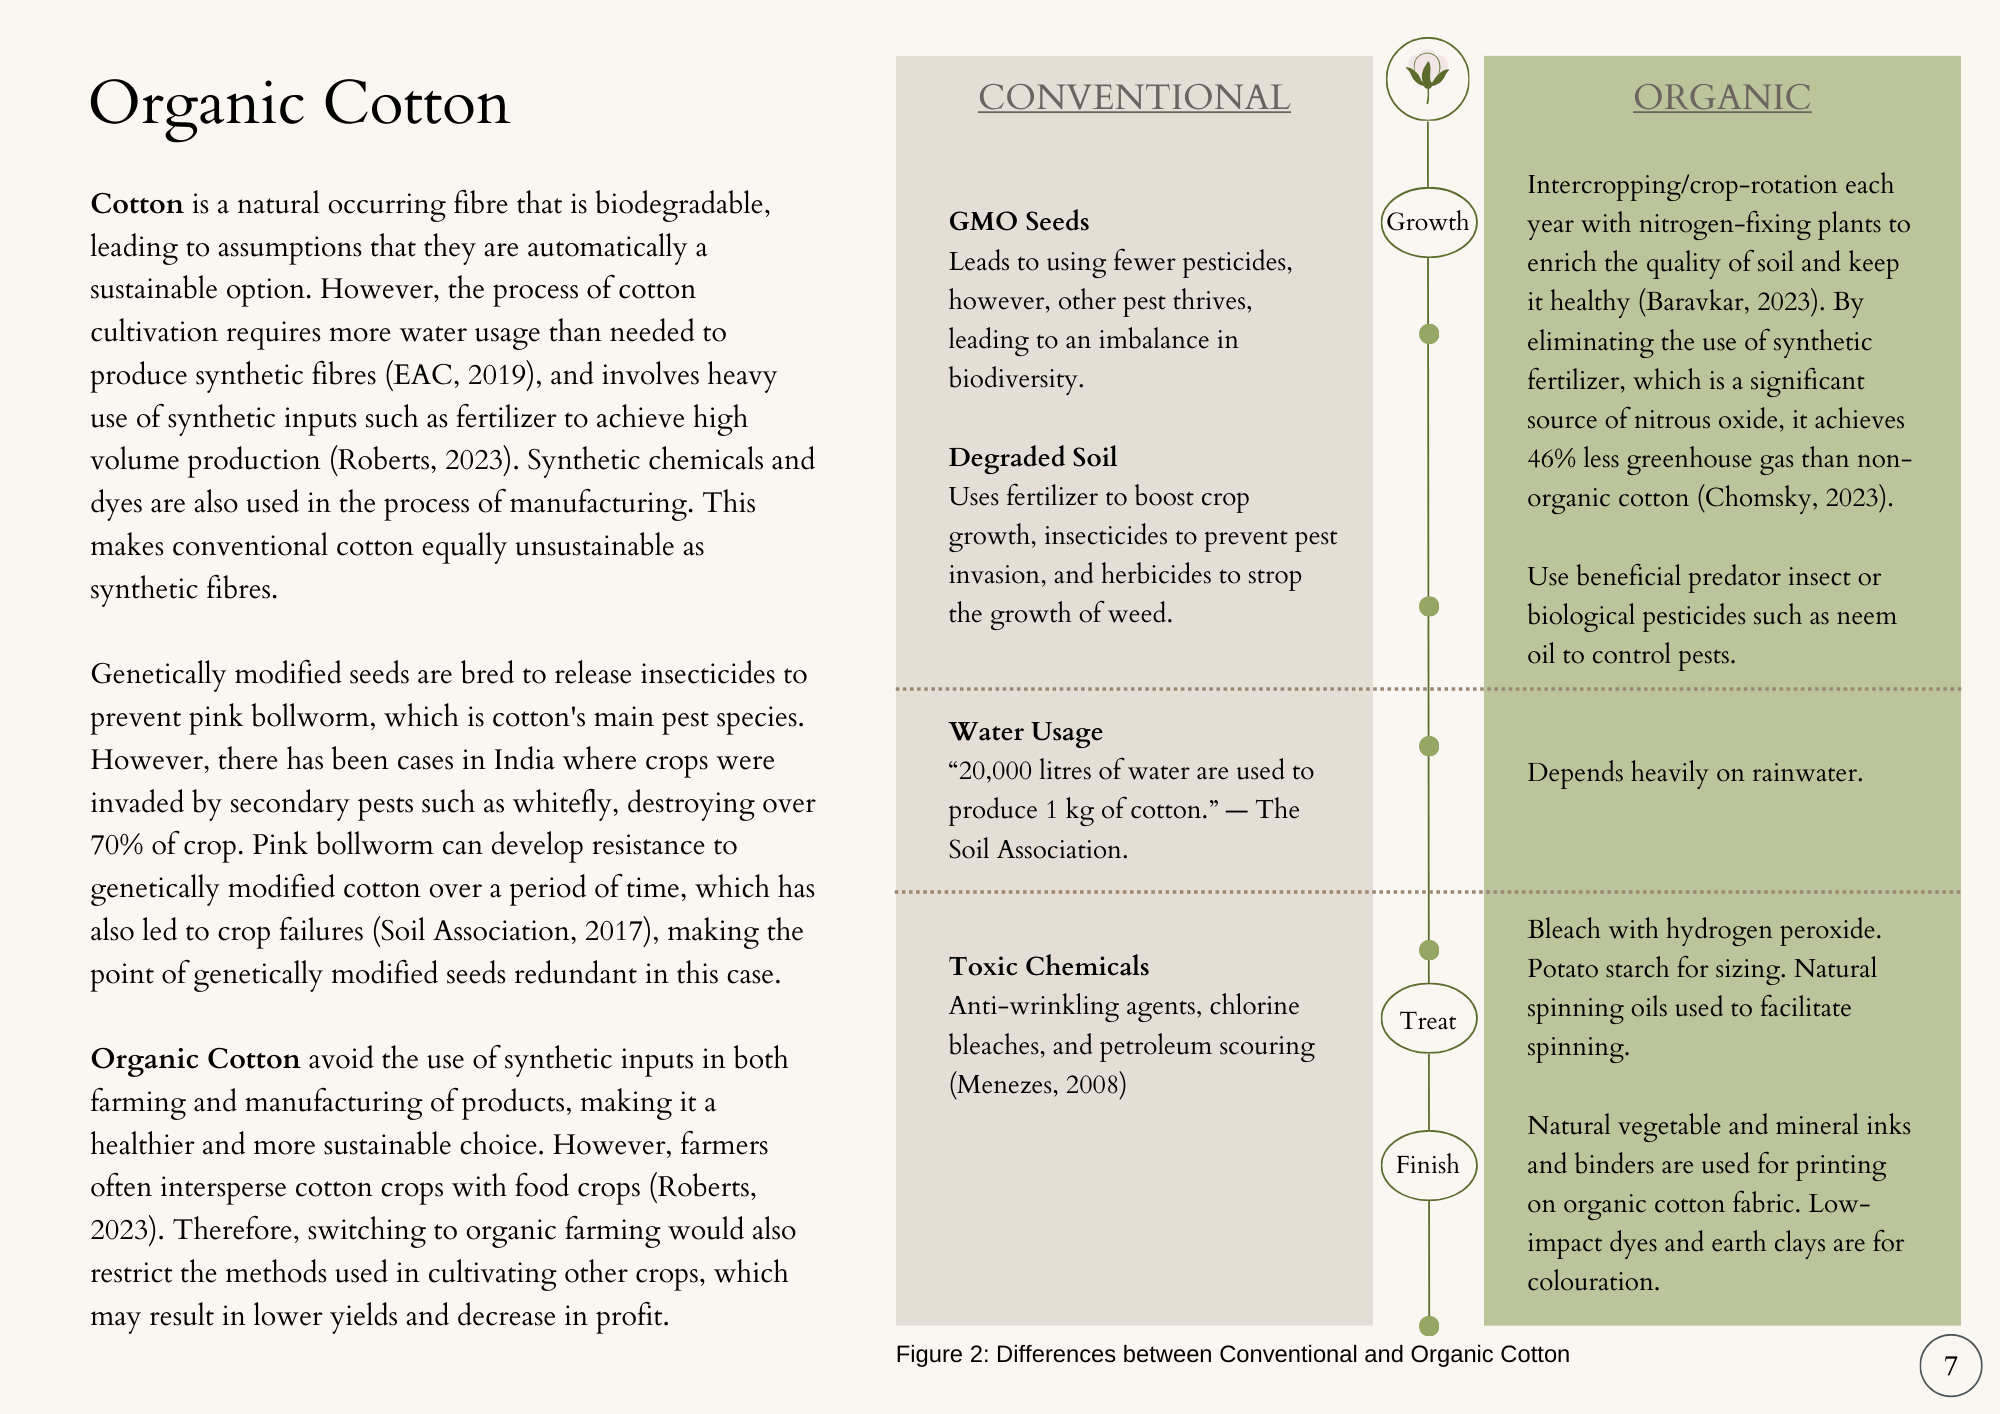 Organic Cotton
Cotton is a natural occurring fibre that is biodegradable,
leading to assumptions that they are automatically a
sustainable option. However, the process of cotton
cultivation requires more water usage than needed to
produce synthetic fibres (EAC, 2019), and involves heavy
use of synthetic inputs such as fertilizer to achieve high
volume production (Roberts, 2023). Synthetic chemicals and
dyes are also used in the process of manufacturing. This
makes conventional cotton equally unsustainable as
synthetic fibres.
Genetically modified seeds are bred to release insecticides to
prevent pink bollworm, which is cotton's main pest species.
However, there has been cases in India where crops were
invaded by secondary pests such as whitefly, destroying over
70% of crop. Pink bollworm can develop resistance to
genetically modified cotton over a period of time, which has
also led to crop failures (Soil Association, 2017), making the
point of genetically modified seeds redundant in this case.
Organic Cotton avoid the use of synthetic inputs in both
farming and manufacturing of products, making it a
healthier and more sustainable choice. However, farmers
often intersperse cotton crops with food crops (Roberts,
2023). Therefore, switching to organic farming would also
restrict the methods used in cultivating other crops, which
may result in lower yields and decrease in profit.
CONVENTIONAL
GMO Seeds
Leads to using fewer pesticides,
however, other pest thrives,
leading to an imbalance in
biodiversity.
Degraded Soil
Uses fertilizer to boost crop
growth, insecticides to prevent pest
invasion, and herbicides to strop
the growth of weed.
Water Usage
“20,000 litres of water are used to
produce 1 kg of cotton.” — The
Soil Association.
Toxic Chemicals
Anti-wrinkling agents, chlorine
bleaches, and petroleum scouring
(Menezes, 2008)
Growth
Treat
Finish
ORGANIC
Intercropping/crop-rotation each
year with nitrogen-fixing plants to
enrich the quality of soil and keep
it healthy (Baravkar, 2023). By
eliminating the use of synthetic
fertilizer, which is a significant
source of nitrous oxide, it achieves
46% less greenhouse gas than non-
organic cotton (Chomsky, 2023).
Use beneficial predator insect or
biological pesticides such as neem
oil to control pests.
Depends heavily on rainwater.
Bleach with hydrogen peroxide.
Potato starch for sizing. Natural
spinning oils used to facilitate
spinning.
Natural vegetable and mineral inks
and binders are used for printing
on organic cotton fabric. Low-
impact dyes and earth clays are for
colouration.
Figure 2: Differences between Conventional and Organic Cotton
7